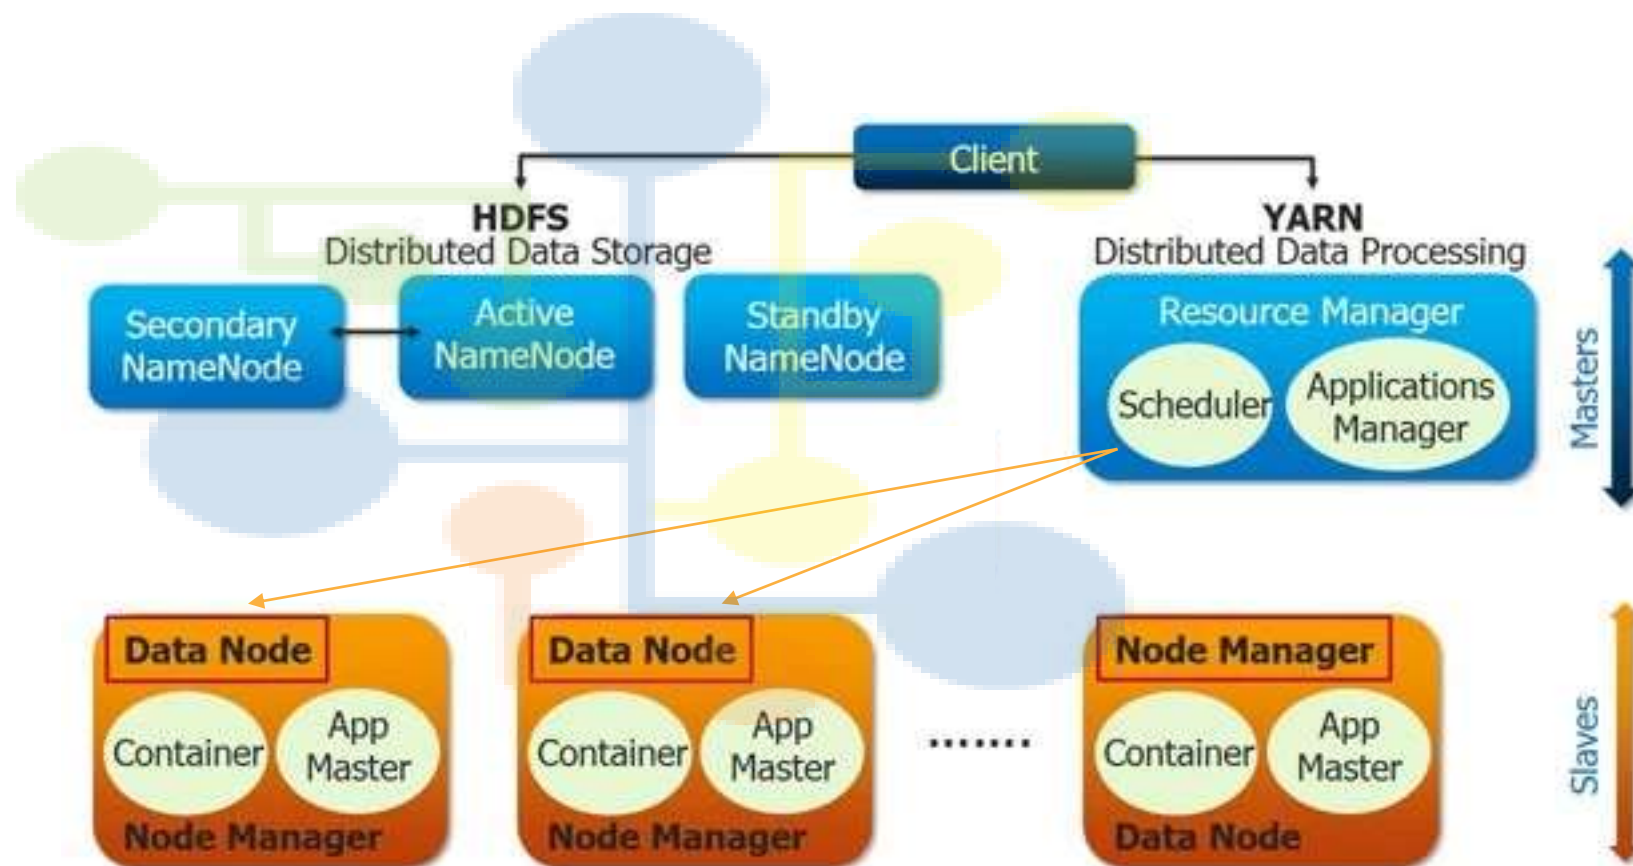 Client
HDFS
Distributed Data Storage
YARN
Distributed Data Processing
Secondary
NameNode
Active
NameNode
Standby
NameNode
Resource Manager
Scheduler
Applications
Manager
Masters
Data Node
Container
App
Master
Node Manager
Data Node
Container
App
Master
Node Manager
.......
Node Manager
Container
App
Master
Data Node
Slaves